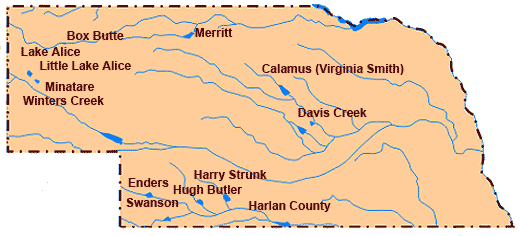 Box Butte
Merritt
Lake Alice
Little Lake Alice
Calamus (Virginia Smith)
Minatare
Winters Creek
Davis Creek
Harry Strunk
Enders
Hugh Butler
Swanson
Harlan County